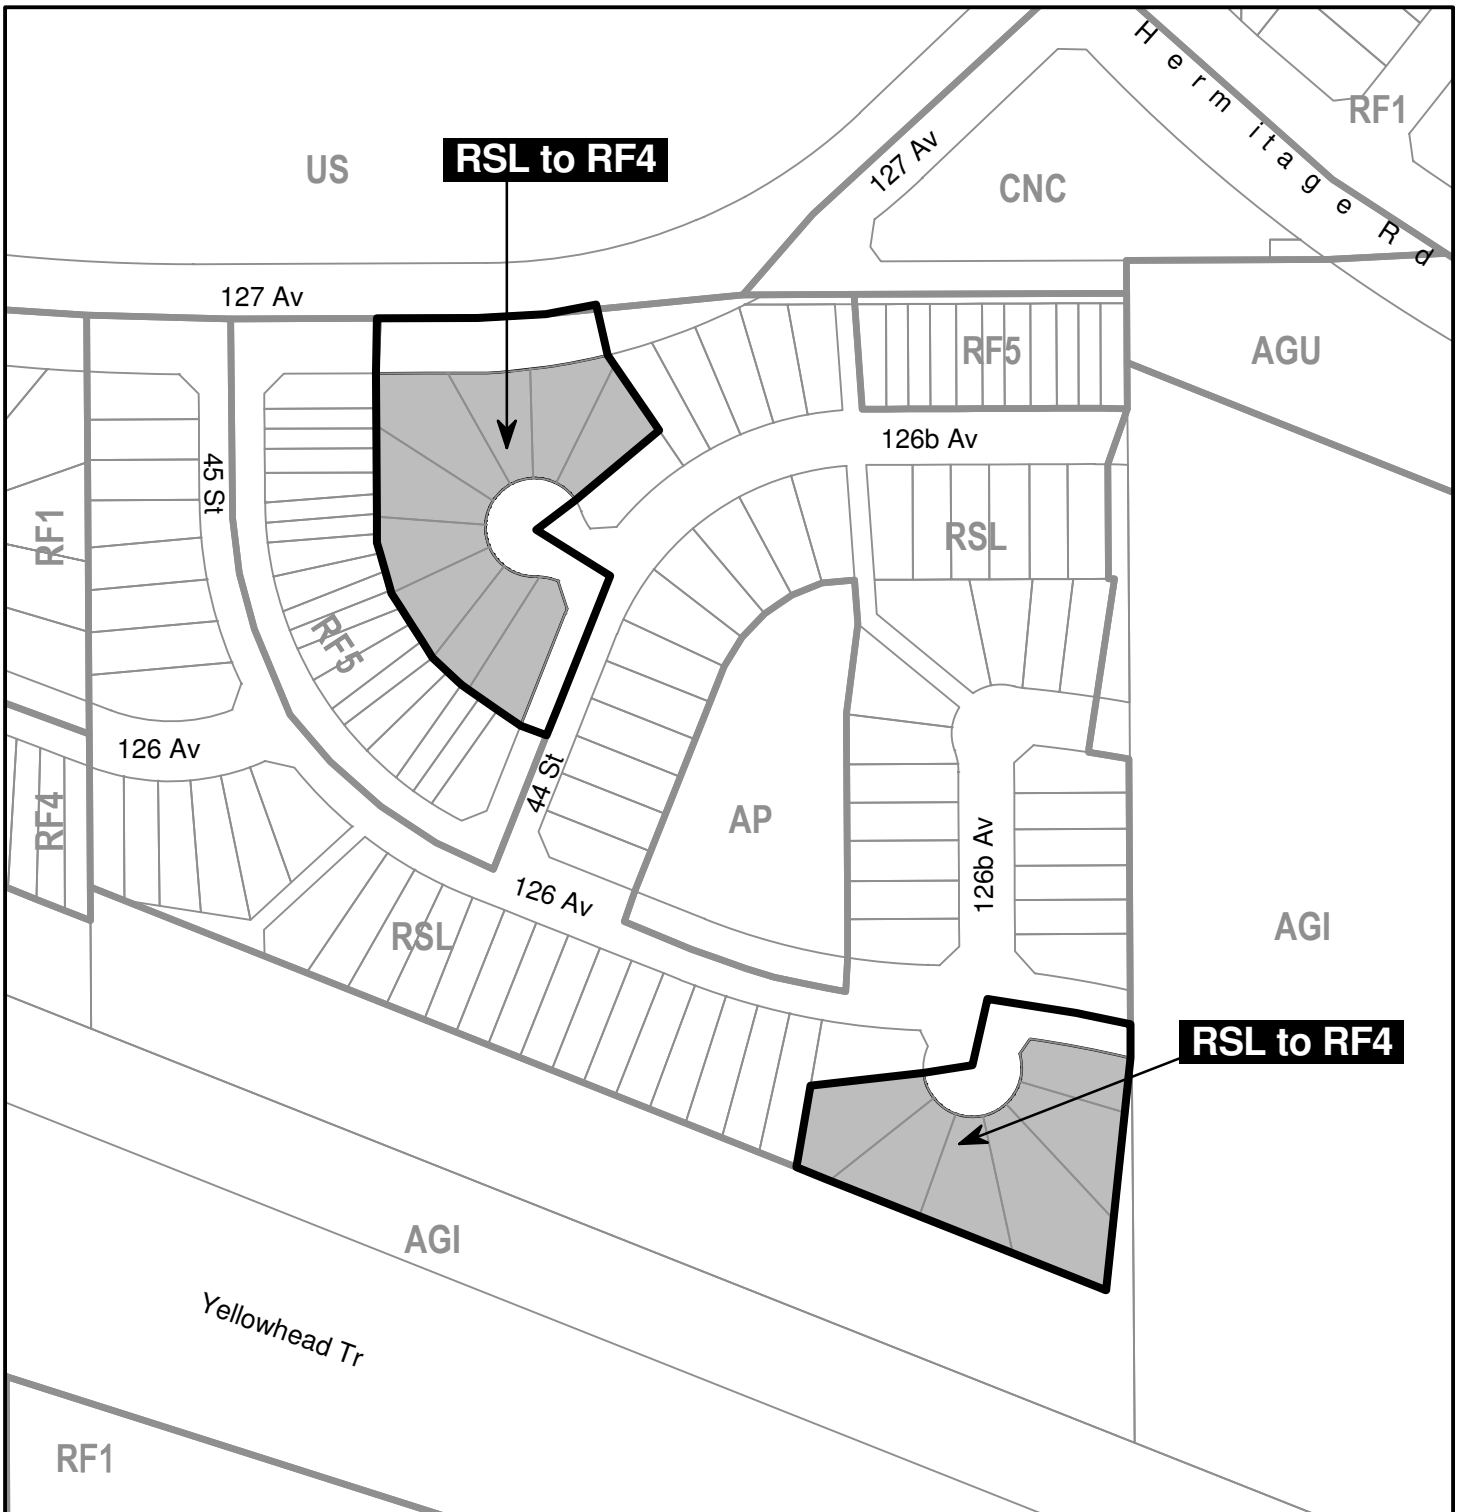 Hermitage Rd
RF1
127 Av
US
RSL to RF4
CNC
127 Av
RF5
AGU
126b Av
45 St
RF1
RSL
RF5
126 Av
44 St
RF4
AP
126b Av
126 Av
RSL
AGI
RSL to RF4
AGI
Yellowhead Tr
RF1